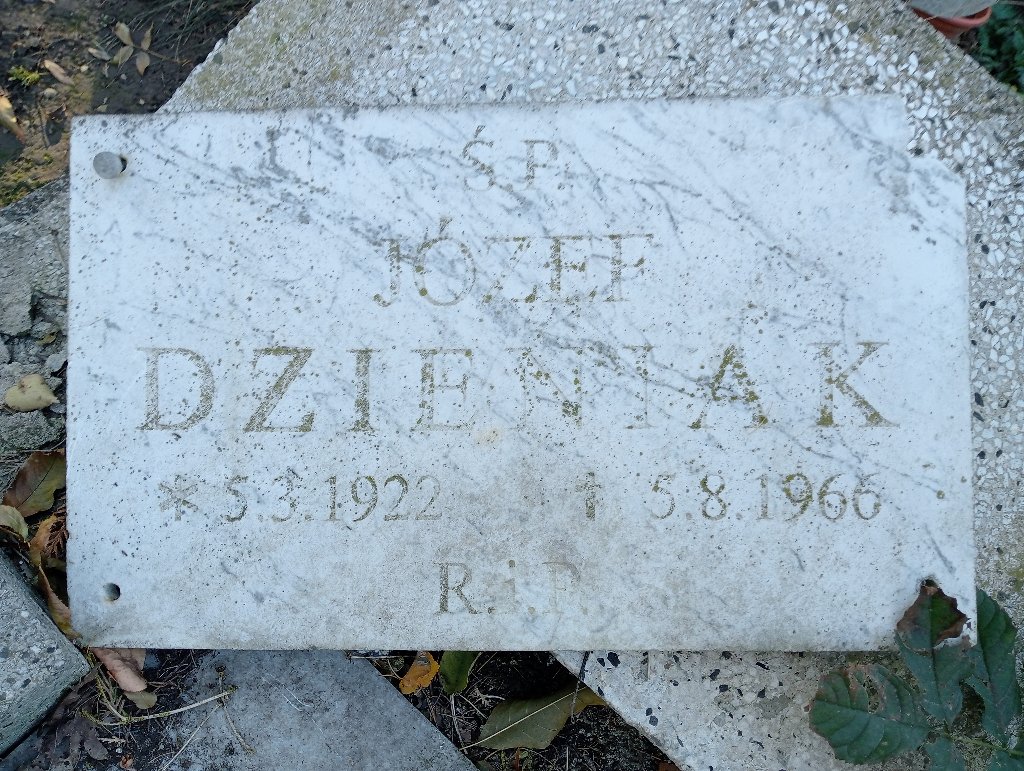 Ś.P.
JÓZEF
DZIENIAK
* 5.3.1922 † 5.8.1966
R.i.P.